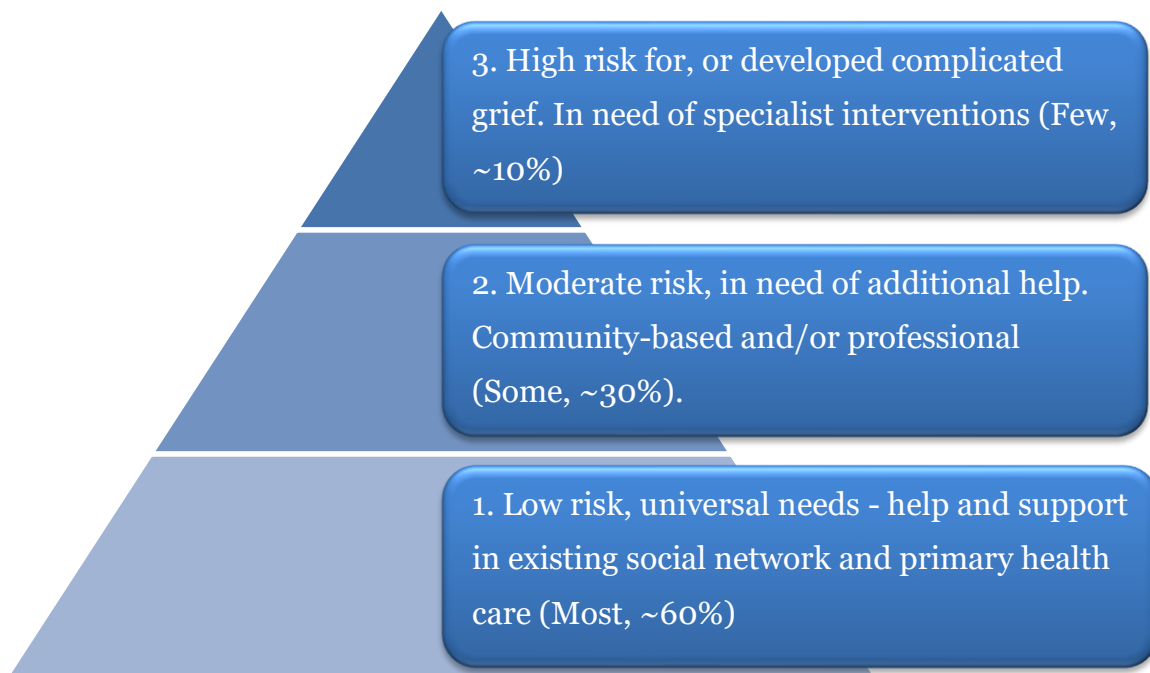 3. High risk for, or developed complicated
grief. In need of specialist interventions (Few,
~10%)
2. Moderate risk, in need of additional help.
Community-based and/or professional
(Some, ~30%).
1. Low risk, universal needs - help and support
in existing social network and primary health
care (Most, ~60%)